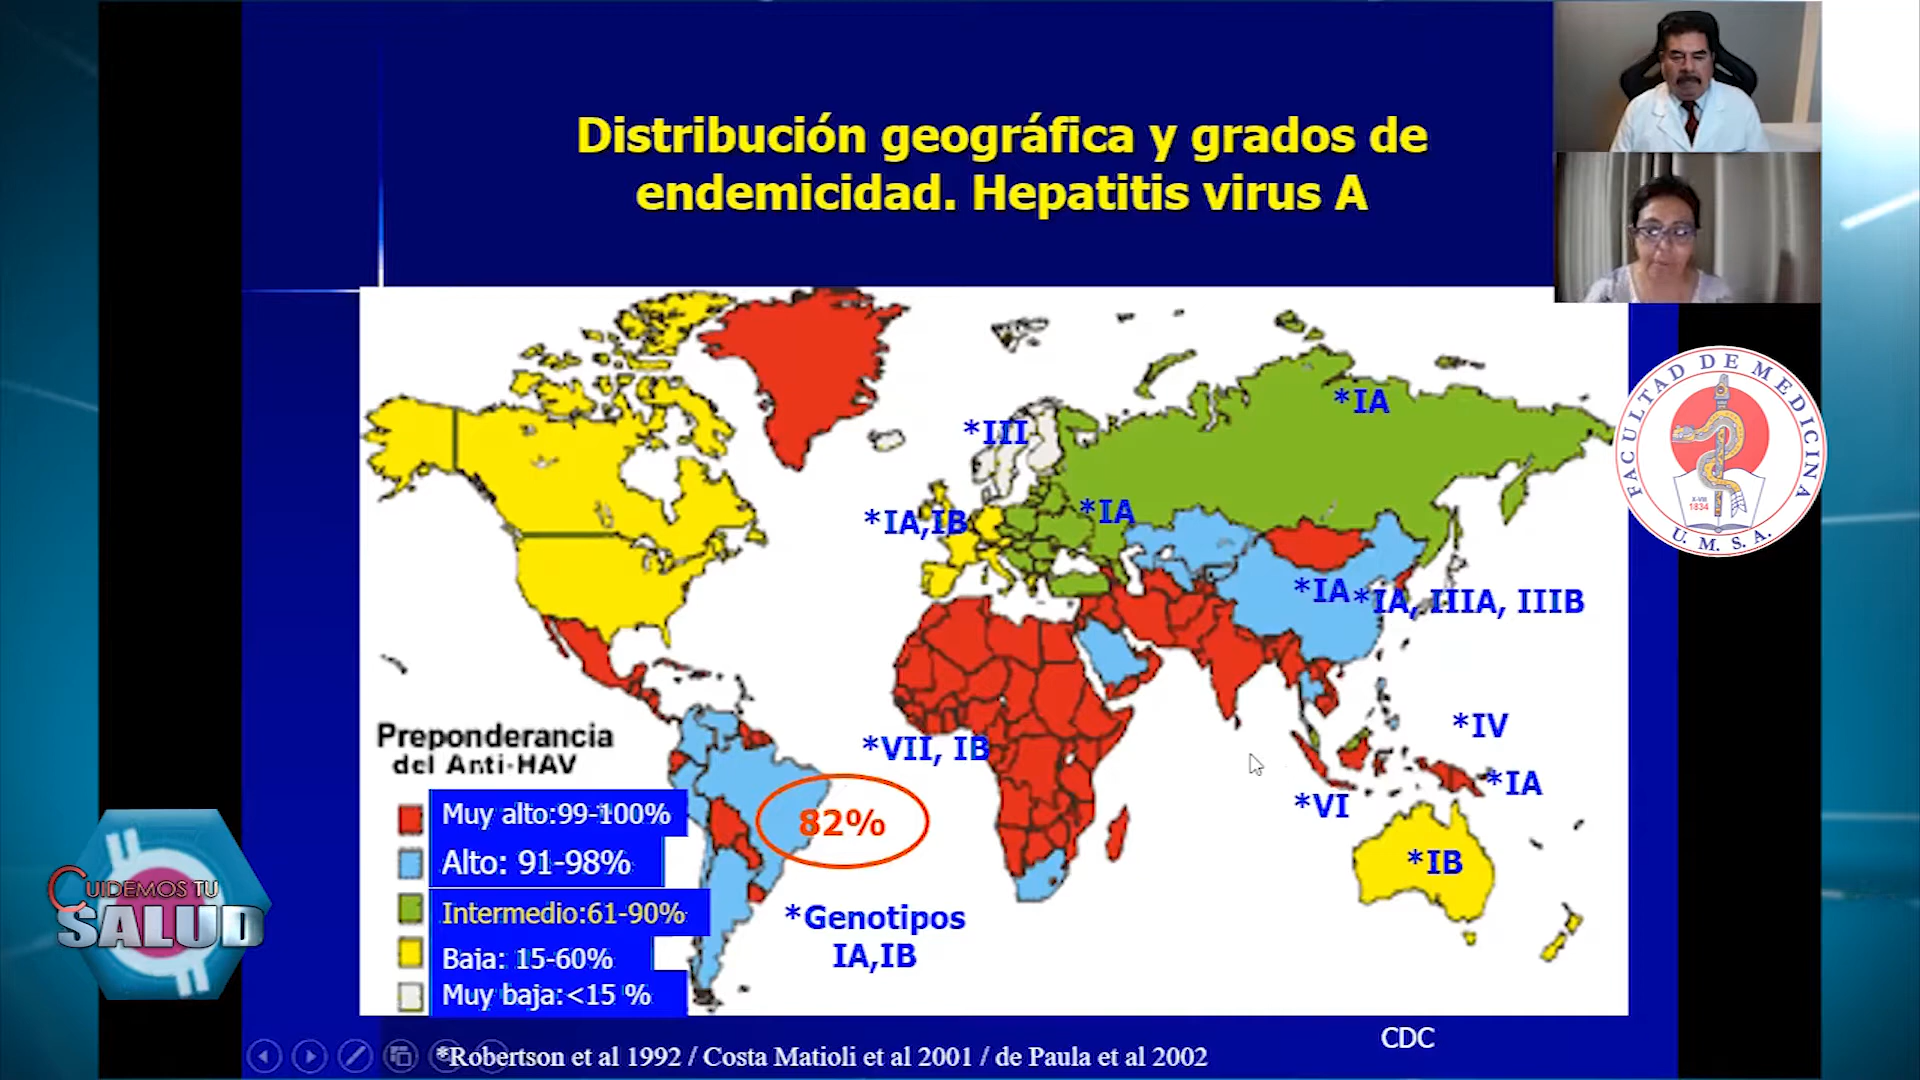 Distribución geográfica y grados de
endemicidad. Hepatitis virus A
*IA
*III
*IA,IB
*IA
*IA
*IA, IIIA, IIIB
*VII, IB
*IV
*IA
*VI
*IB
82%
*Genotipos
IA,IB
Preponderancia
del Anti-HAV
Muy alto:99-100%
Alto: 91-98%
Intermedio:61-90%
Baja: 15-60%
Muy baja:<15 %
CDC
*Robertson et al 1992 / Costa Matioli et al 2001 / de Paula et al 2002
FACULTAD DE MEDICINA
X-VIII
1834
U. M. S. A.
CUIDEMOS TU
SALUD